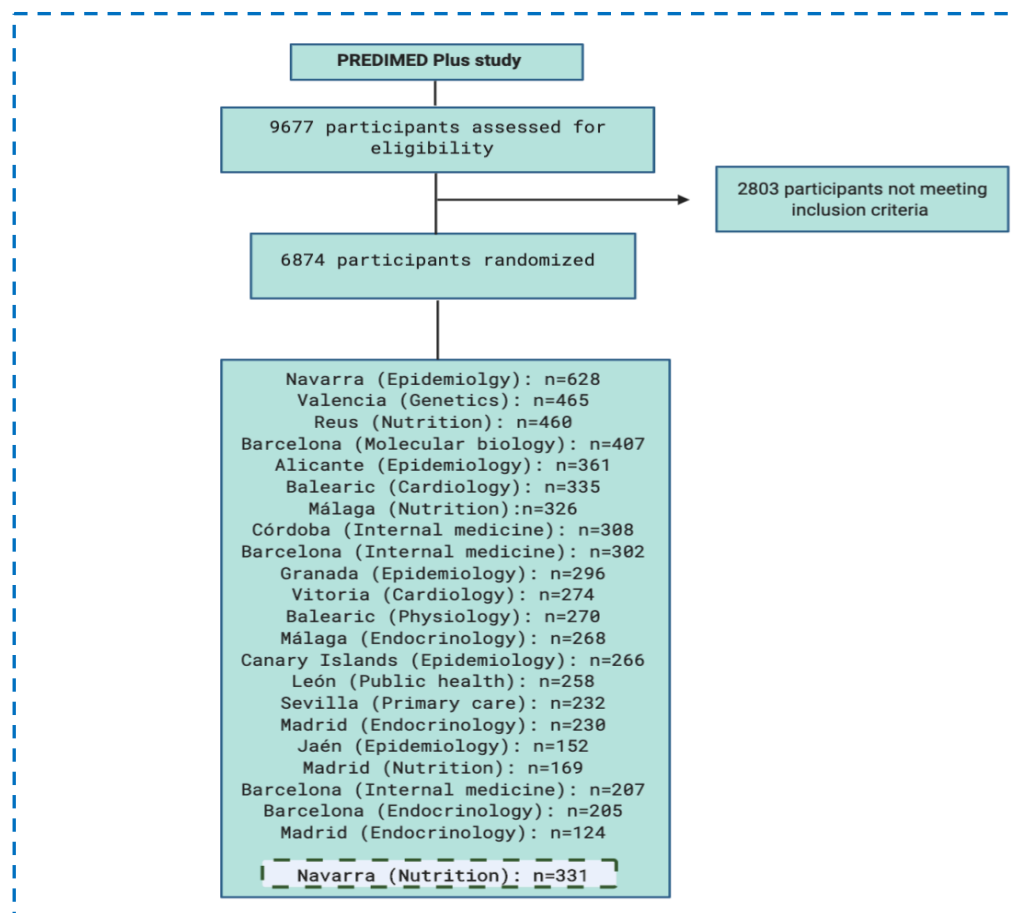 PREDIMED Plus study
9677 participants assessed for
eligibility
2803 participants not meeting
inclusion criteria
6874 participants randomized
Navarra (Epidemiolgy): n=628
Valencia (Genetics): n=465
Reus (Nutrition): n=460
Barcelona (Molecular biology): n=407
Alicante (Epidemiology): n=361
Balearic (Cardiology): n=335
Málaga (Nutrition):n=326
Córdoba (Internal medicine): n=308
Barcelona (Internal medicine): n=302
Granada (Epidemiology): n=296
Vitoria (Cardiology): n=274
Balearic (Physiology): n=270
Málaga (Endocrinology): n=268
Canary Islands (Epidemiology): n=266
León (Public health): n=258
Sevilla (Primary care): n=232
Madrid (Endocrinology): n=230
Jaén (Epidemiology): n=152
Madrid (Nutrition): n=169
Barcelona (Internal medicine): n=207
Barcelona (Endocrinology): n=205
Madrid (Endocrinology): n=124
Navarra (Nutrition): n=331